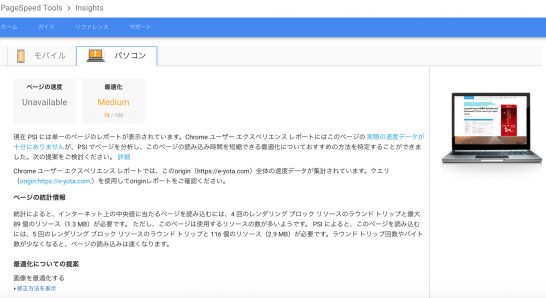 PageSpeed Tools > Insights
ホーム ガイド リファレンス サポート
モバイル パソコン
ページの速度 最適化
Unavailable Medium
74 / 100
現在 PSI には単一のページのレポートが表示されています。Chrome ユーザー エクスペリエンス レポートにはこのページの 実際の速度データが
十分にありませんが、PSI でページを分析し、このページの読み込み時間を短縮できる最適化についておすすめの方法を特定することができま
した。次の提案をご検討ください。 詳細
Chrome ユーザー エクスペリエンス レポートでは、このorigin（https://e-yota.com）全体の速度データが集計されています。クエリ
（origin:https://e-yota.com）を使用してoriginレポートをご確認ください。
ページの統計情報
統計によると、インターネット上の中央値に当たるページを読み込むには、4 回のレンダリング ブロック リソースのラウンド トリップと最大
89 個のリソース（1.3 MB）が必要です。 ただし、このページは使用するリソースの数が多いようです。 PSI によると、このページを読み込む
には、5 回のレンダリング ブロック リソースのラウンド トリップと 116 個のリソース（2.9 MB）が必要です。ラウンド トリップ回数やバイト
数が少なくなると、ページの読み込みは速くなります。
最適化についての提案
画像を最適化する
修正方法を表示